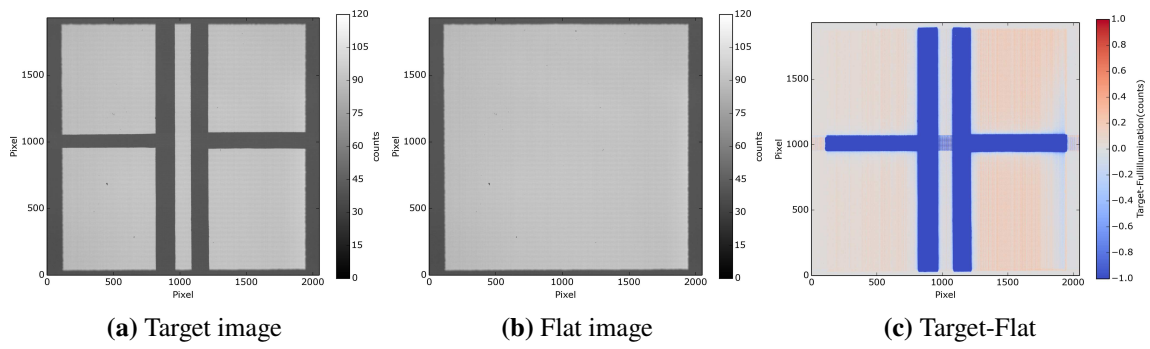 120
105
90
75
60
45
30
15
0
counts
1500
1000
500
0
Pixel
0 500 1000 1500 2000
Pixel
(a) Target image
120
105
90
75
60
45
30
15
0
counts
1500
1000
500
0
Pixel
0 500 1000 1500 2000
Pixel
(b) Flat image
1.0
0.8
0.6
0.4
0.2
0.0
−0.2
−0.4
−0.6
−0.8
−1.0
Target-Fullillumination(counts)
1500
1000
500
0
Pixel
0 500 1000 1500 2000
Pixel
(c) Target-Flat